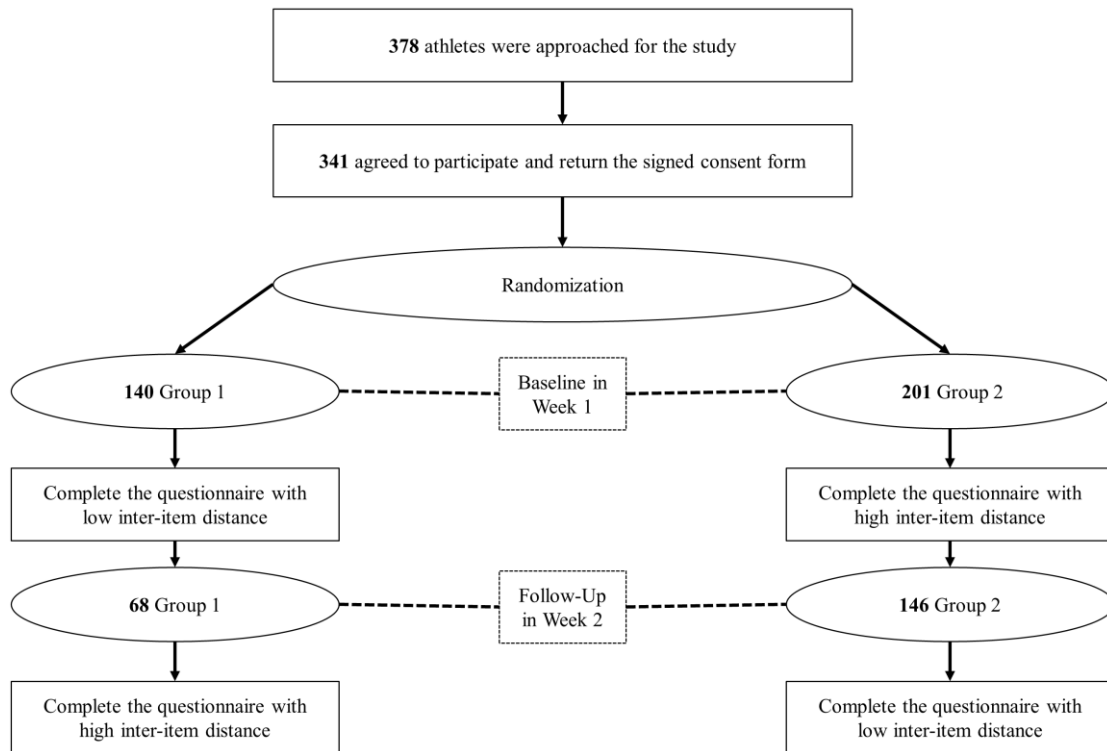 378 athletes were approached for the study
341 agreed to participate and return the signed consent form
Randomization
140 Group 1
Baseline in
Week 1
201 Group 2
Complete the questionnaire with
low inter-item distance
Complete the questionnaire with
high inter-item distance
68 Group 1
Follow-Up
in Week 2
146 Group 2
Complete the questionnaire with
high inter-item distance
Complete the questionnaire with
low inter-item distance